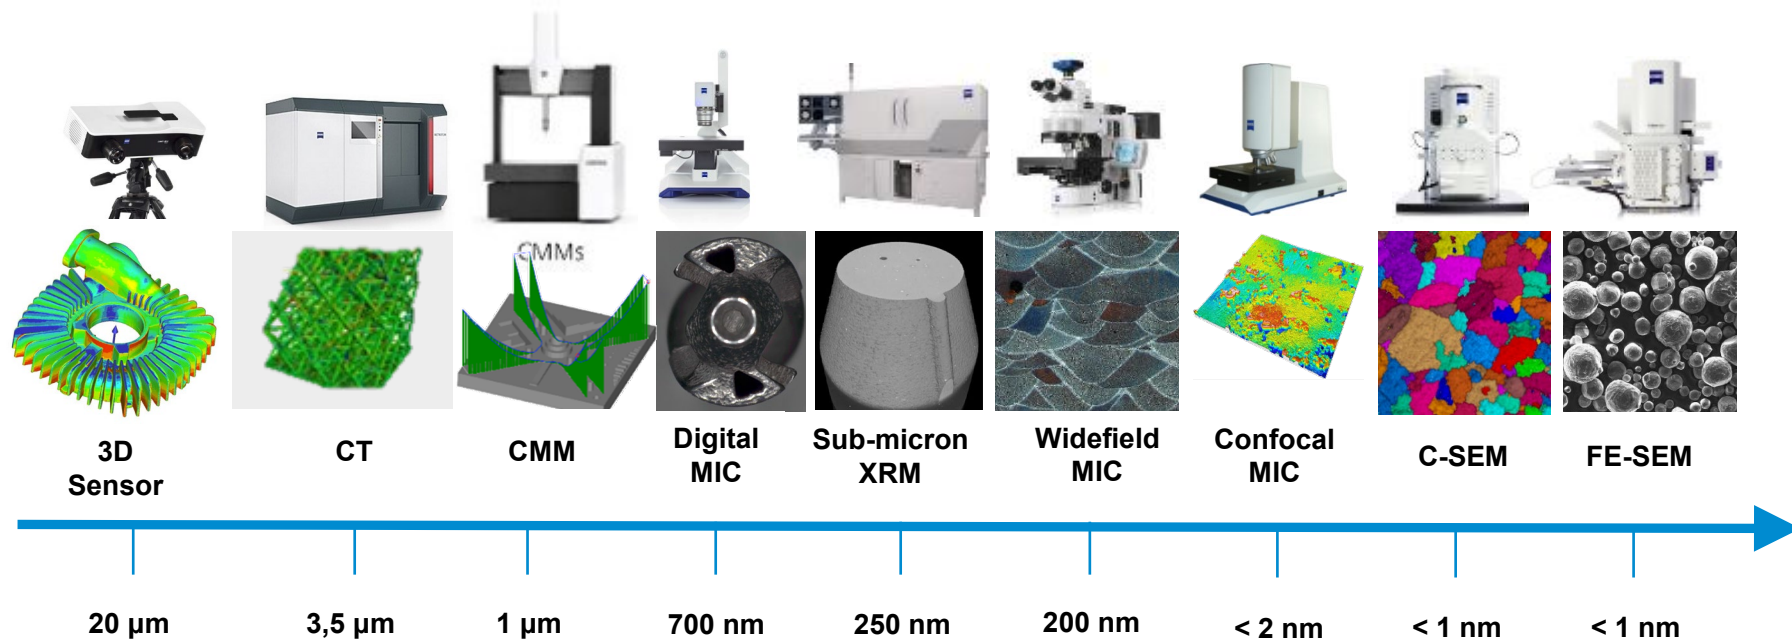 CMMs
3D
Sensor
CT
CMM
Digital
MIC
Sub-micron
XRM
Widefield
MIC
Confocal
MIC
C-SEM
FE-SEM
20 µm
3,5 µm
1 µm
700 nm
250 nm
200 nm
< 2 nm
< 1 nm
< 1 nm